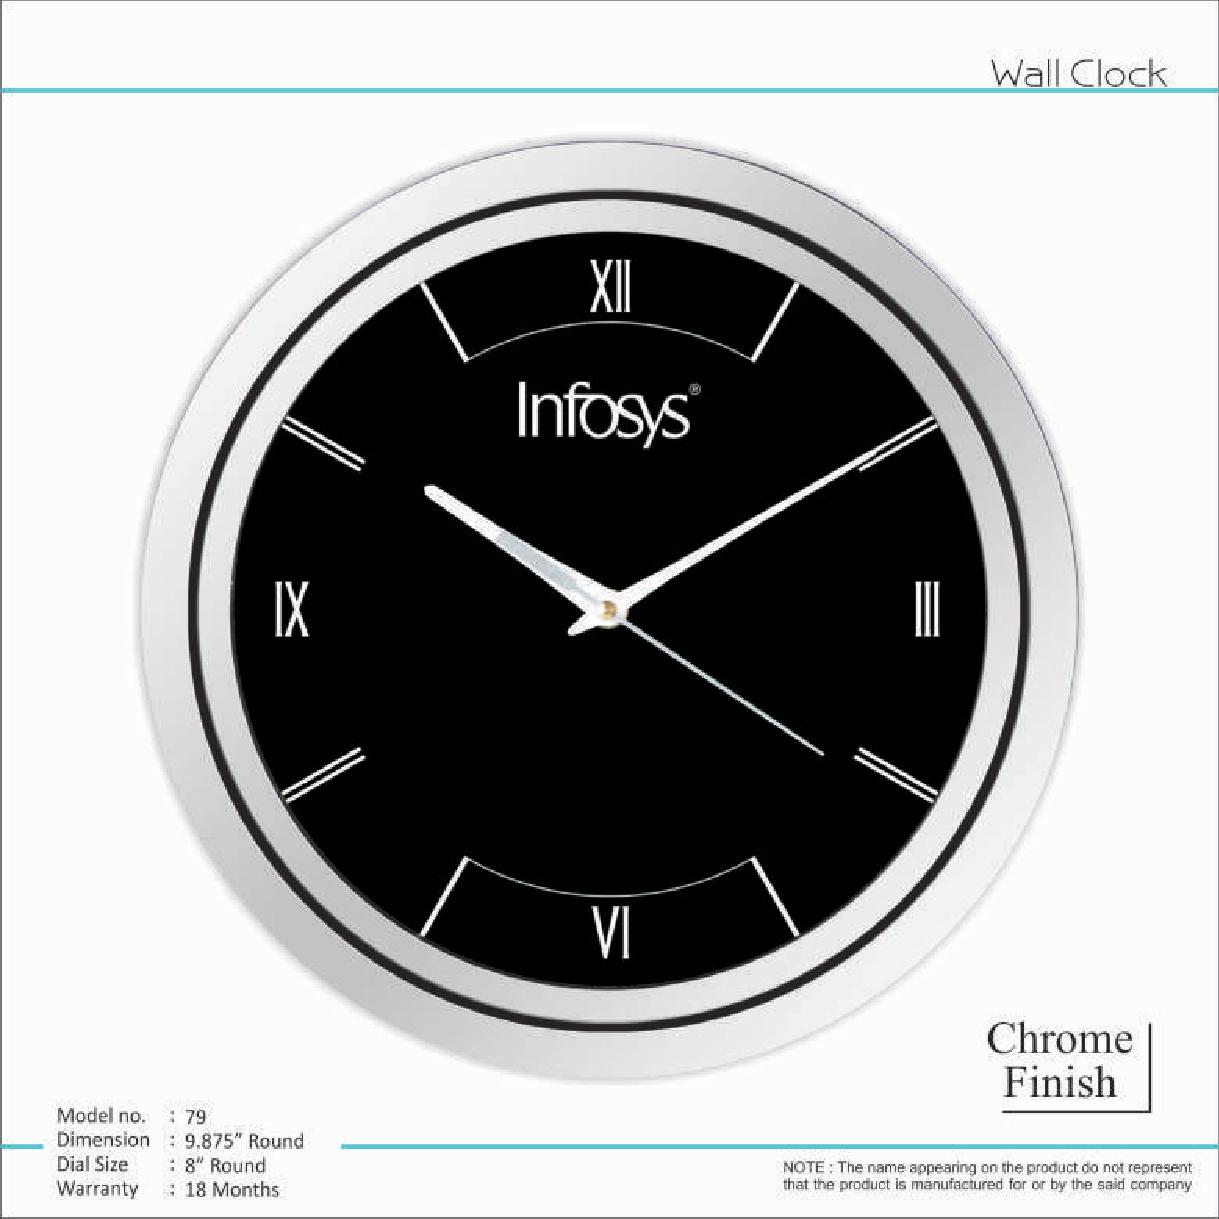 Wall Clock
XII
Infosys®
IX
III
VI
Chrome
Finish
Model no. : 79
Dimension : 9.875” Round
Dial Size : 8” Round
Warranty : 18 Months
NOTE : The name appearing on the product do not represent
that the product is manufactured for or by the said company